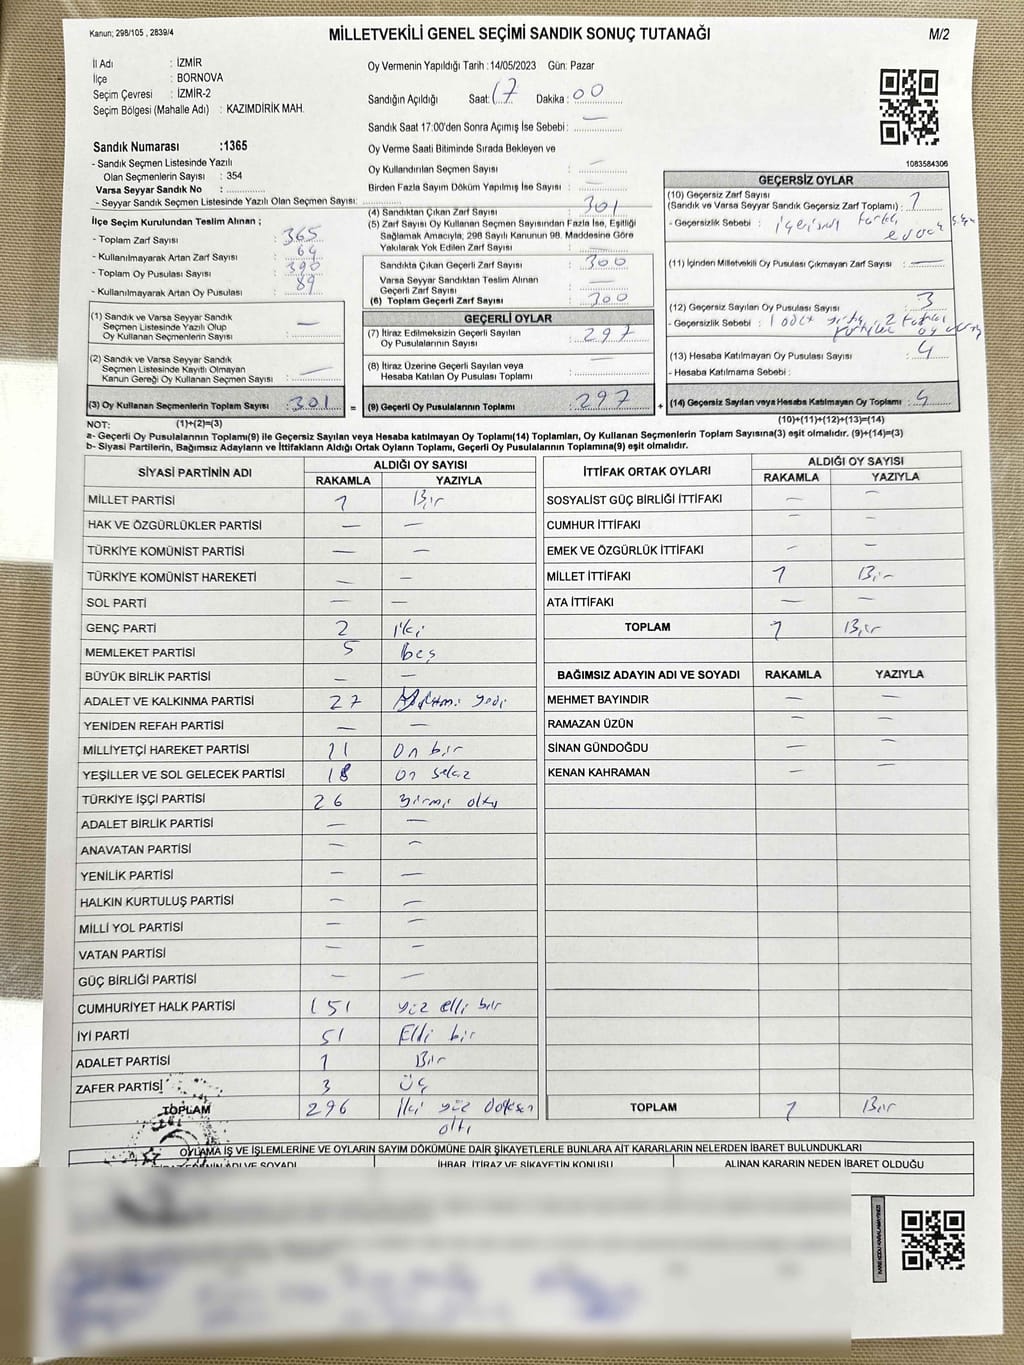 Kanun; 298/105 , 2839/4
MİLLETVEKİLİ GENEL SEÇİMİ SANDIK SONUÇ TUTANAĞI
M/2
İl Adı : İZMİR
İlçe : BORNOVA
Seçim Çevresi : İZMİR-2
Seçim Bölgesi (Mahalle Adı) : KAZIMDİRİK MAH.
Oy Vermenin Yapıldığı Tarih : 14/05/2023 Gün: Pazar
Sandığın Açıldığı Saat: 17 Dakika : 00
Sandık Saat 17:00'den Sonra Açımış İse Sebebi : —
Oy Verme Saati Bitiminde Sırada Bekleyen ve
Oy Kullandırılan Seçmen Sayısı : —
Birden Fazla Sayım Döküm Yapılmış İse Sayısı : —
1083584306
Sandık Numarası :1365
- Sandık Seçmen Listesinde Yazılı
Olan Seçmenlerin Sayısı : 354
Varsa Seyyar Sandık No :
- Seyyar Sandık Seçmen Listesinde Yazılı Olan Seçmen Sayısı:
İlçe Seçim Kurulundan Teslim Alınan ;
- Toplam Zarf Sayısı : 365
- Kullanılmayarak Artan Zarf Sayısı : 64
- Toplam Oy Pusulası Sayısı : 390
- Kullanılmayarak Artan Oy Pusulası : 89
(1) Sandık ve Varsa Seyyar Sandık
Seçmen Listesinde Yazılı Olup
Oy Kullanan Seçmenlerin Sayısı : —
(2) Sandık ve Varsa Seyyar Sandık
Seçmen Listesinde Kayıtlı Olmayan
Kanun Gereği Oy Kullanan Seçmen Sayısı : —
(3) Oy Kullanan Seçmenlerin Toplam Sayısı : 301
(1)+(2)=(3)
(4) Sandıktan Çıkan Zarf Sayısı : 301
(5) Zarf Sayısı Oy Kullanan Seçmen Sayısından Fazla İse, Eşitliği
Sağlamak Amacıyla; 298 Sayılı Kanunun 98. Maddesine Göre
Yakılarak Yok Edilen Zarf Sayısı : —
Sandıkta Çıkan Geçerli Zarf Sayısı : 300
Varsa Seyyar Sandıktan Teslim Alınan
Geçerli Zarf Sayısı : —
(6) Toplam Geçerli Zarf Sayısı : 300
GEÇERLİ OYLAR
(7) İtiraz Edilmeksizin Geçerli Sayılan
Oy Pusulalarının Sayısı : 297
(8) İtiraz Üzerine Geçerli Sayılan veya
Hesaba Katılan Oy Pusulası Toplamı : —
= (9) Geçerli Oy Pusulalarının Toplamı : 297
GEÇERSİZ OYLAR
(10) Geçersiz Zarf Sayısı
(Sandık ve Varsa Seyyar Sandık Geçersiz Zarf Toplamı) : 1
- Geçersizlik Sebebi : içerisinde farklı
(11) İçinden Milletvekili Oy Pusulası Çıkmayan Zarf Sayısı : —
(12) Geçersiz Sayılan Oy Pusulası Sayısı : 3
- Geçersizlik Sebebi : 1 adet
(13) Hesaba Katılmayan Oy Pusulası Sayısı : 4
- Hesaba Katılmama Sebebi :
+ (14) Geçersiz Sayılan veya Hesaba Katılmayan Oy Toplamı :
(10)+(11)+(12)+(13)=(14)
NOT:
a- Geçerli Oy Pusulalarının Toplamı(9) ile Geçersiz Sayılan veya Hesaba katılmayan Oy Toplamı(14) Toplamları, Oy Kullanan Seçmenlerin Toplam Sayısına(3) eşit olmalıdır. (9)+(14)=(3)
b- Siyasi Partilerin, Bağımsız Adayların ve İttifakların Aldığı Ortak Oyların Toplamı, Geçerli Oy Pusulalarının Toplamına(9) eşit olmalıdır.
SİYASİ PARTİNİN ADI ALDIĞI OY SAYISI
RAKAMLA YAZIYLA
MİLLET PARTİSİ 1 Bir
HAK VE ÖZGÜRLÜKLER PARTİSİ — —
TÜRKİYE KOMÜNİST PARTİSİ — —
TÜRKİYE KOMÜNİST HAREKETİ — —
SOL PARTİ — —
GENÇ PARTİ 2 iki
MEMLEKET PARTİSİ 5 beş
BÜYÜK BİRLİK PARTİSİ — —
ADALET VE KALKINMA PARTİSİ 27 yirmi yedi
YENİDEN REFAH PARTİSİ — —
MİLLİYETÇİ HAREKET PARTİSİ 11 On bir
YEŞİLLER VE SOL GELECEK PARTİSİ 18 on sekiz
TÜRKİYE İŞÇİ PARTİSİ 26 yirmi altı
ADALET BİRLİK PARTİSİ — —
ANAVATAN PARTİSİ — —
YENİLİK PARTİSİ — —
HALKIN KURTULUŞ PARTİSİ — —
MİLLİ YOL PARTİSİ — —
VATAN PARTİSİ — —
GÜÇ BİRLİĞİ PARTİSİ — —
CUMHURİYET HALK PARTİSİ 151 yüz elli bir
İYİ PARTİ 51 Elli bir
ADALET PARTİSİ 1 Bir
ZAFER PARTİSİ 3 Üç
TOPLAM 296 İki yüz doksan
altı
İTTİFAK ORTAK OYLARI ALDIĞI OY SAYISI
RAKAMLA YAZIYLA
SOSYALİST GÜÇ BİRLİĞİ İTTİFAKI — —
CUMHUR İTTİFAKI — —
EMEK VE ÖZGÜRLÜK İTTİFAKI — —
MİLLET İTTİFAKI 1 Bir
ATA İTTİFAKI — —
TOPLAM 1 Bir
BAĞIMSIZ ADAYIN ADI VE SOYADI RAKAMLA YAZIYLA
MEHMET BAYINDIR — —
RAMAZAN ÜZÜN — —
SİNAN GÜNDOĞDU — —
KENAN KAHRAMAN — —
TOPLAM 1 Bir
OYLAMA İŞ VE İŞLEMLERİNE VE OYLARIN SAYIM DÖKÜMÜNE DAİR ŞİKAYETLERLE BUNLARA AİT KARARLARIN NELERDEN İBARET BULUNDUKLARI
ADI VE SOYADI İHBAR, İTİRAZ VE ŞİKAYETİN KONUSU ALINAN KARARIN NEDEN İBARET OLDUĞU